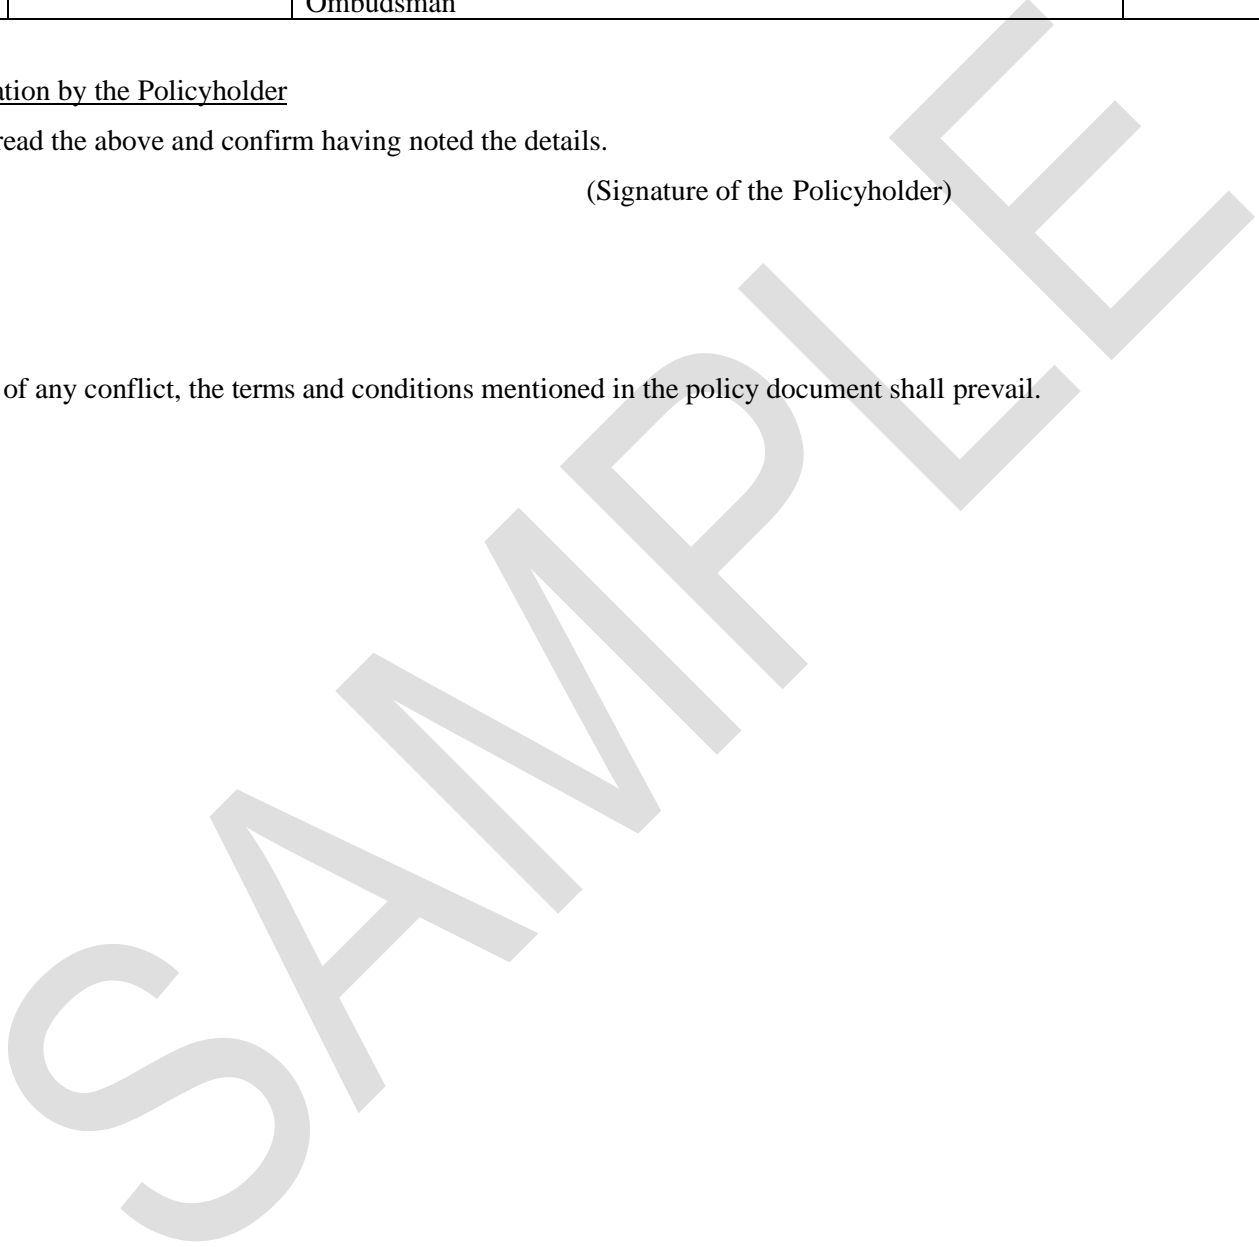 Ombudsman
ation by the Policyholder
read the above and confirm having noted the details.
(Signature of the Policyholder)
of any conflict, the terms and conditions mentioned in the policy document shall prevail.
SAMPLE